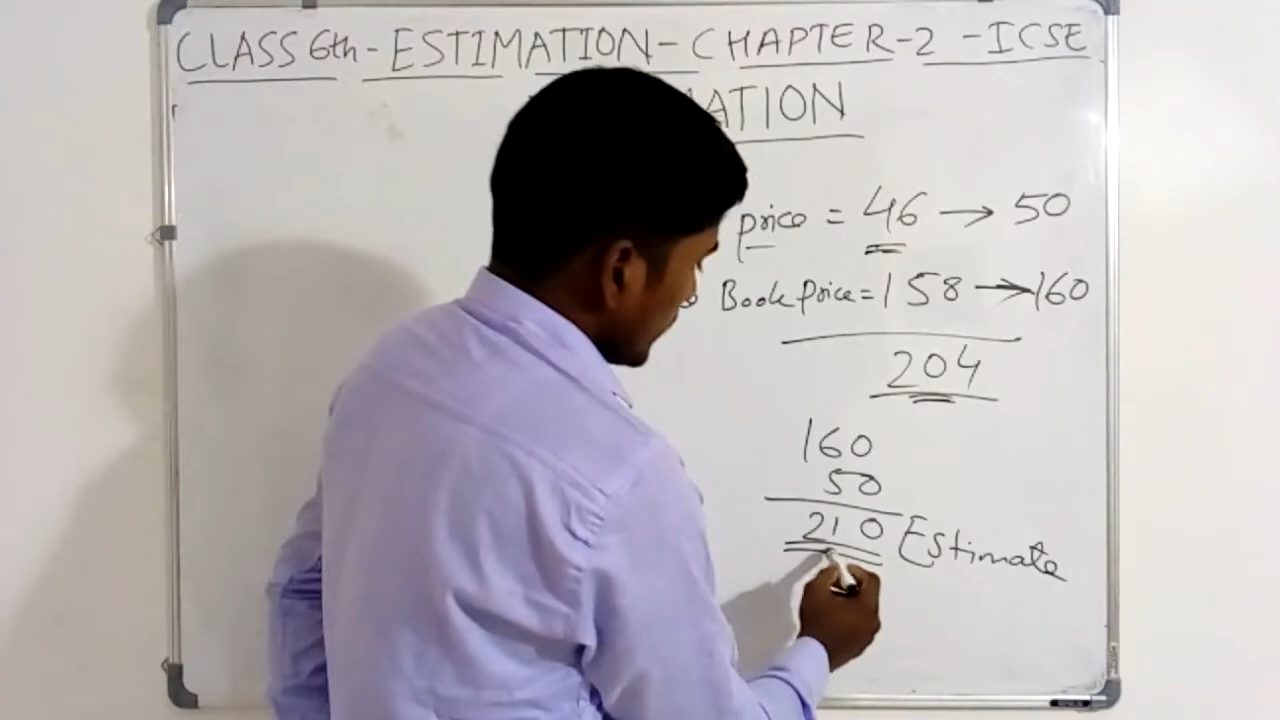 CLASS 6th - ESTIMATION - CHAPTER-2 - ICSE
MATION
price = 46 → 50
Book price = 158 → 160
204
160
50
210 Estimate